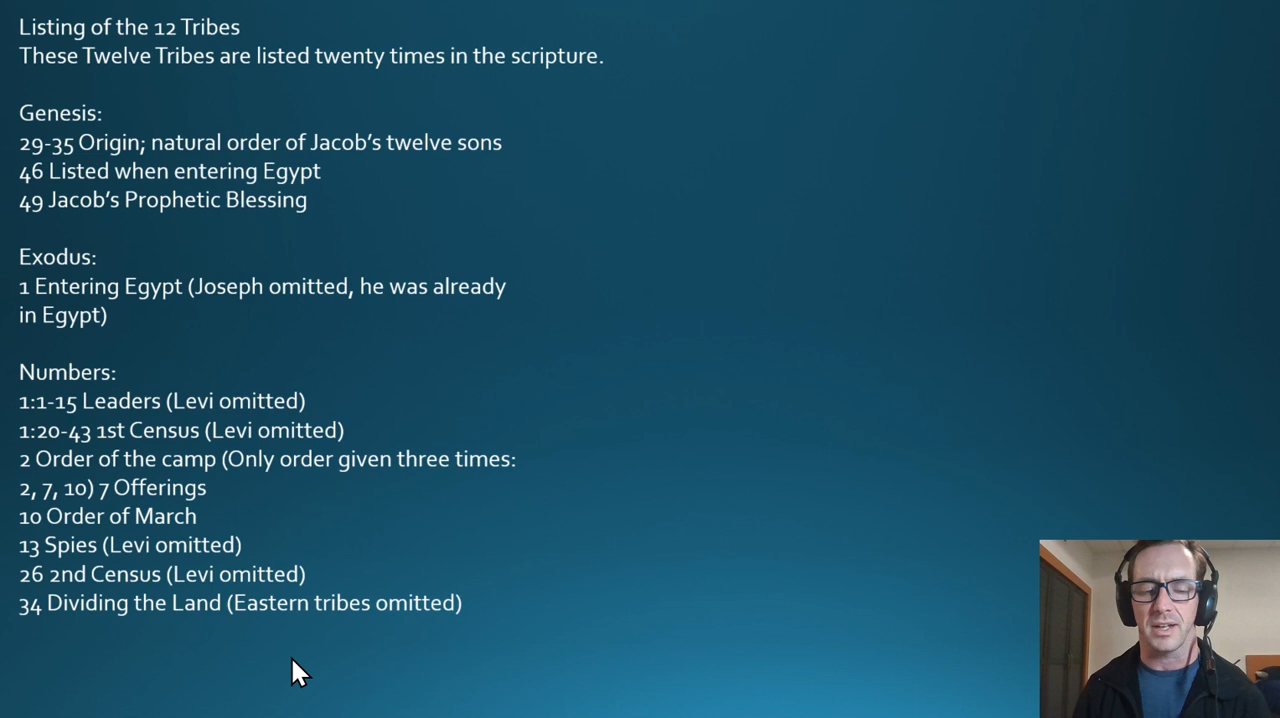 Listing of the 12 Tribes
These Twelve Tribes are listed twenty times in the scripture.
Genesis:
29-35 Origin; natural order of Jacob’s twelve sons
46 Listed when entering Egypt
49 Jacob’s Prophetic Blessing
Exodus:
1 Entering Egypt (Joseph omitted, he was already
in Egypt)
Numbers:
1:1-15 Leaders (Levi omitted)
1:20-43 1st Census (Levi omitted)
2 Order of the camp (Only order given three times:
2, 7, 10) 7 Offerings
10 Order of March
13 Spies (Levi omitted)
26 2nd Census (Levi omitted)
34 Dividing the Land (Eastern tribes omitted)